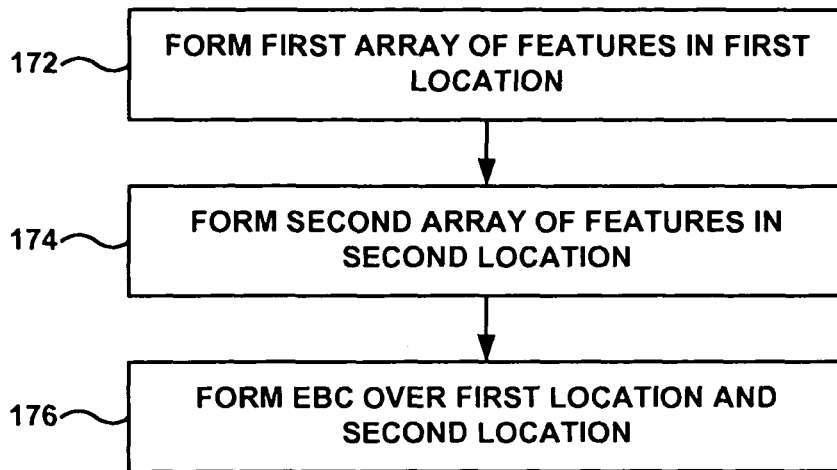 172
FORM FIRST ARRAY OF FEATURES IN FIRST
LOCATION
174
FORM SECOND ARRAY OF FEATURES IN
SECOND LOCATION
176
FORM EBC OVER FIRST LOCATION AND
SECOND LOCATION